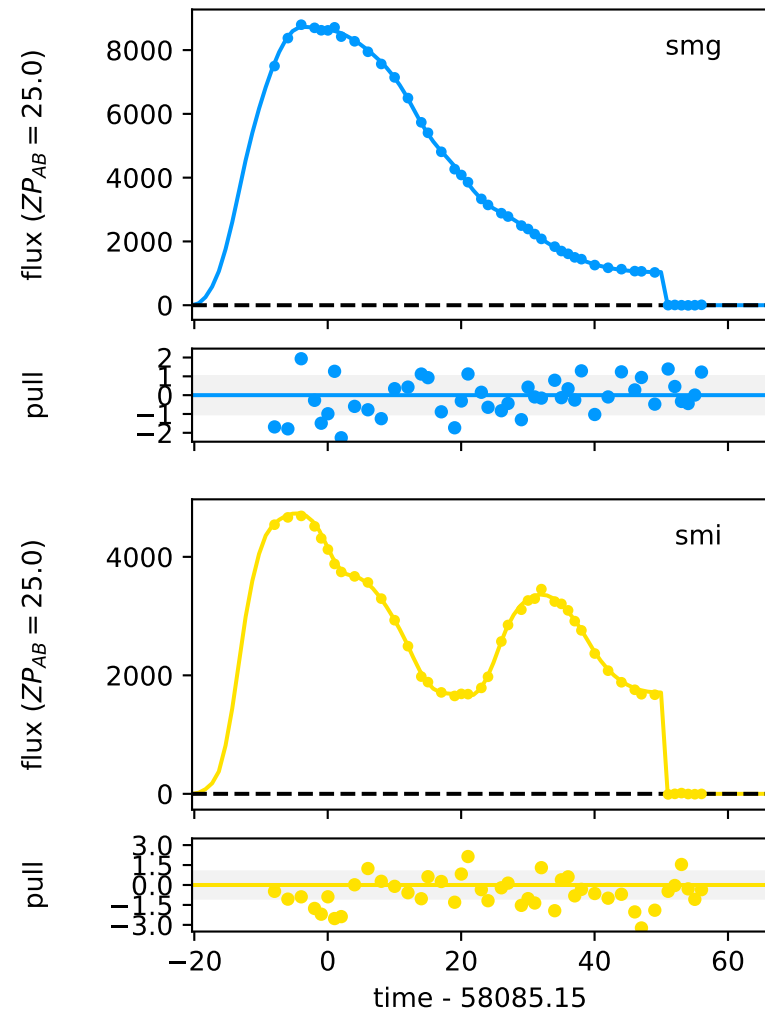 smg
flux (ZP_AB = 25.0)
8000
6000
4000
2000
0
pull
2
1
0
−1
−2
smi
flux (ZP_AB = 25.0)
4000
2000
0
pull
3.0
1.5
0.0
−1.5
−3.0
−20 0 20 40 60
time - 58085.15